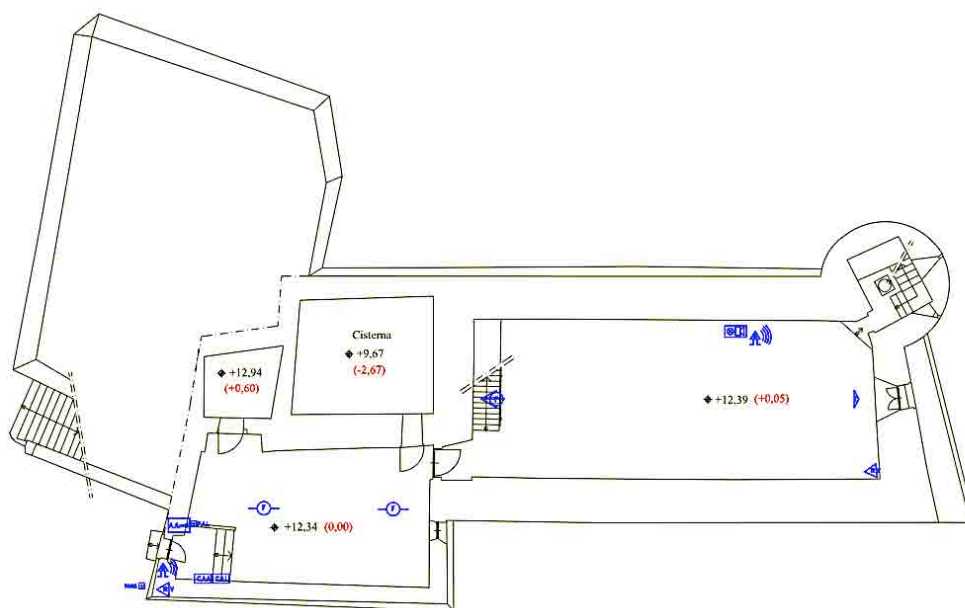 Cisterna
+9,67
(-2,67)
+12,94
(+0,60)
+12,39 (+0,05)
F
F
+12,34 (0,00)